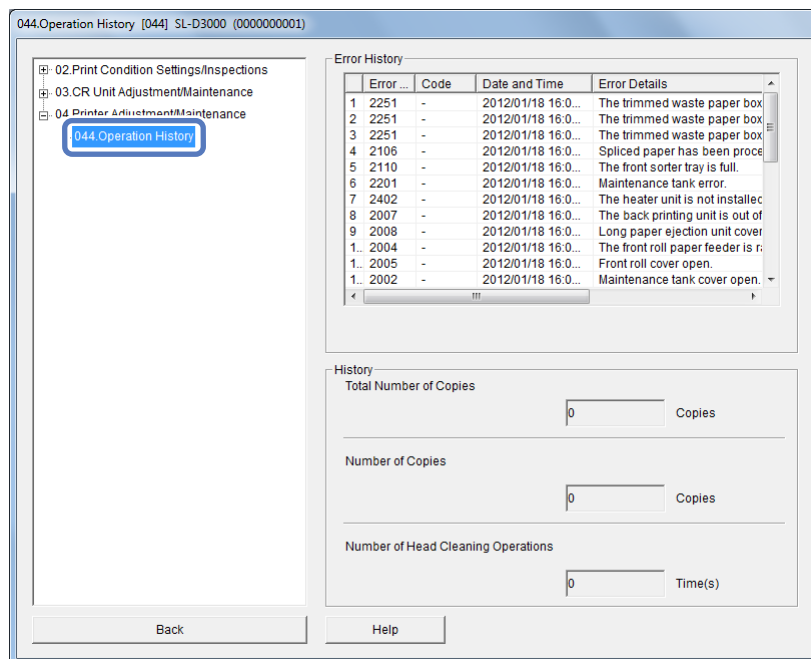 044.Operation History [044] SL-D3000 (0000000001)
02.Print Condition Settings/Inspections
03.CR Unit Adjustment/Maintenance
04.Printer Adjustment/Maintenance
044.Operation History
Error History
Error ... Code Date and Time Error Details
1 2251 - 2012/01/18 16:0... The trimmed waste paper box
2 2251 - 2012/01/18 16:0... The trimmed waste paper box
3 2251 - 2012/01/18 16:0... The trimmed waste paper box
4 2106 - 2012/01/18 16:0... Spliced paper has been proce
5 2110 - 2012/01/18 16:0... The front sorter tray is full.
6 2201 - 2012/01/18 16:0... Maintenance tank error.
7 2402 - 2012/01/18 16:0... The heater unit is not installed
8 2007 - 2012/01/18 16:0... The back printing unit is out of
9 2008 - 2012/01/18 16:0... Long paper ejection unit cover
1.. 2004 - 2012/01/18 16:0... The front roll paper feeder is ra
1.. 2005 - 2012/01/18 16:0... Front roll cover open.
1.. 2002 - 2012/01/18 16:0... Maintenance tank cover open.
History
Total Number of Copies
0 Copies
Number of Copies
0 Copies
Number of Head Cleaning Operations
0 Time(s)
Back
Help